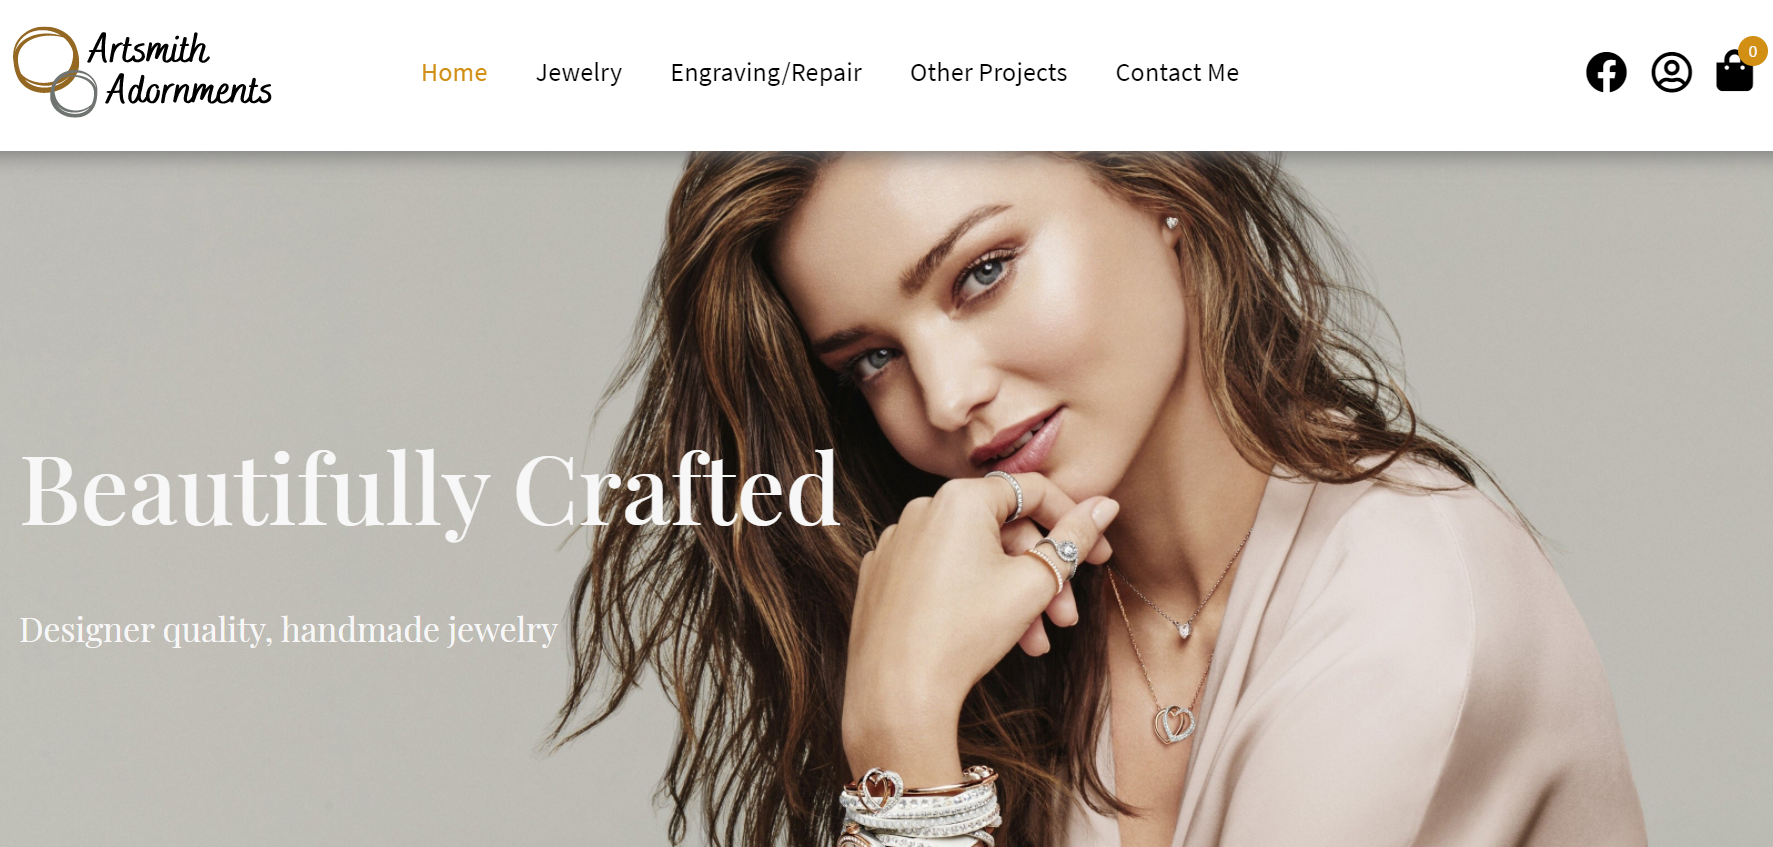 Artsmith
Adornments
Home
Jewelry
Engraving/Repair
Other Projects
Contact Me
0
Beautifully Crafted
Designer quality, handmade jewelry